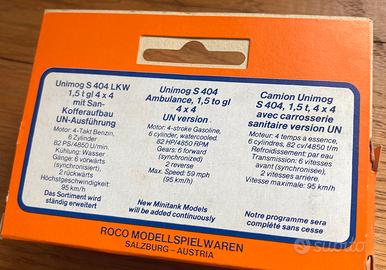 Unimog S 404 LKW
1,5 t gl 4 x 4
mit San-
Kofferaufbau
UN-Ausführung
Motor: 4-Takt Benzin,
6 Zylinder
82 PS/4850 U/min.
Kühlung: Wasser
Gänge: 6 vorwärts
(synchronisiert)
2 rückwärts
Höchstgeschwindigkeit:
95 km/h
Das Sortiment wird
ständig erweitert
Unimog S 404
Ambulance, 1,5 to gl
4 x 4
UN version
Motor: 4-stroke Gasoline,
6 cylinder, watercooled.
82 HP/4850 RPM
Gears: 6 forward
(synchronized)
2 reverse
Max. Speed: 59 mph
(95 km/h)
New Minitank Models
will be added continuously
Camion Unimog
S 404, 1,5 t, 4 x 4
avec carrosserie
sanitaire version UN
Moteur: 4 temps à essence,
6 cylindres, 82 cv/4850 t/m
Refroidissement: par eau
Transmission: 6 vitesses
avant (synchronisées),
2 vitesses arrière.
Vitesse maximale: 95 km/h
Notre programme sera
complété sans cesse
ROCO MODELLSPIELWAREN
SALZBURG – AUSTRIA
subito